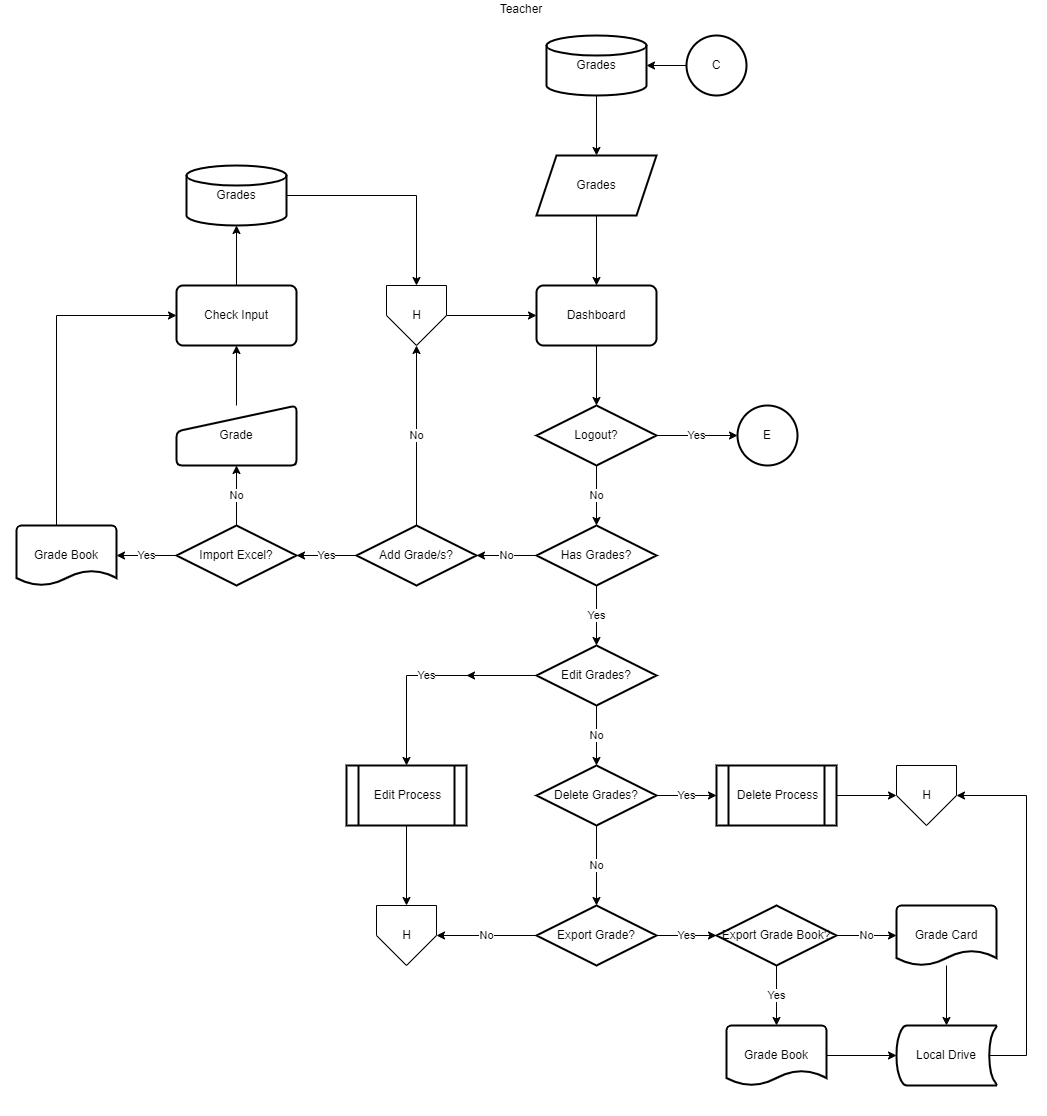 Teacher
Grades
C
Grades
Grades
Check Input
H
Dashboard
Grade
No
Logout?
Yes
E
No
No
Grade Book
Yes
Import Excel?
Yes
Add Grade/s?
No
Has Grades?
Yes
Yes
Edit Grades?
No
Edit Process
Delete Grades?
Yes
Delete Process
H
No
H
No
Export Grade?
Yes
Export Grade Book?
No
Grade Card
Yes
Grade Book
Local Drive